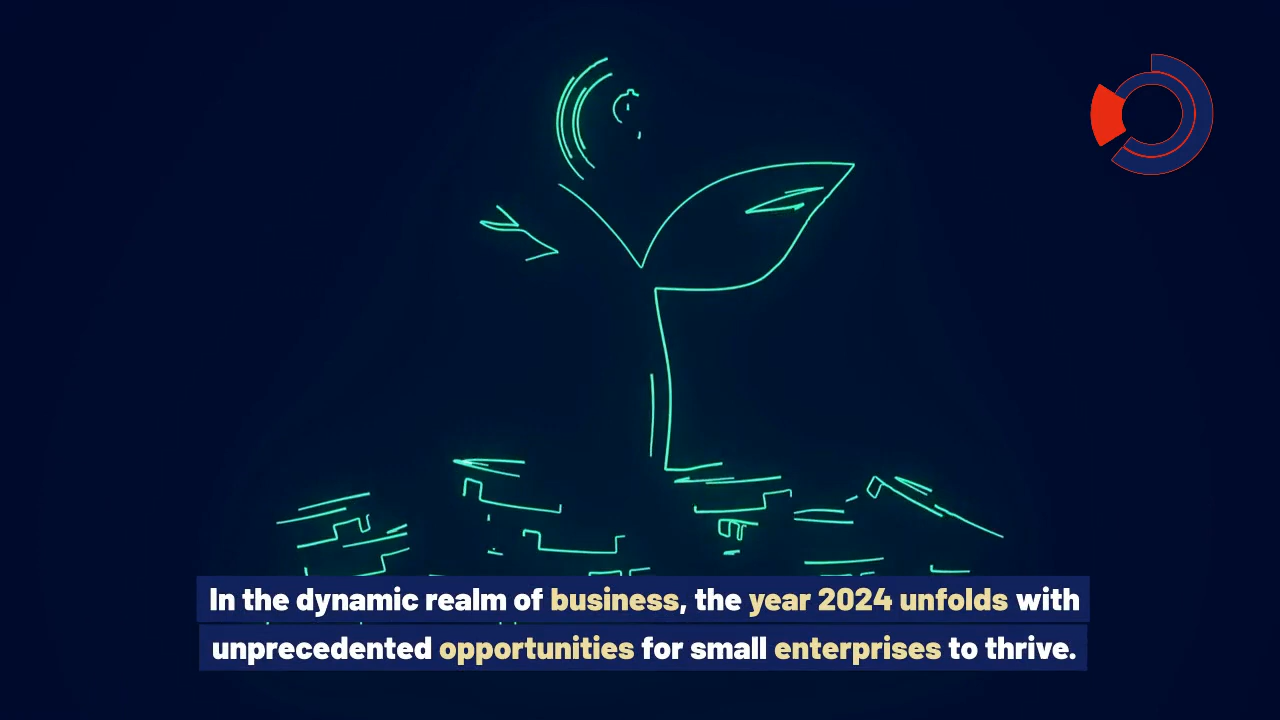 In the dynamic realm of business, the year 2024 unfolds with
unprecedented opportunities for small enterprises to thrive.